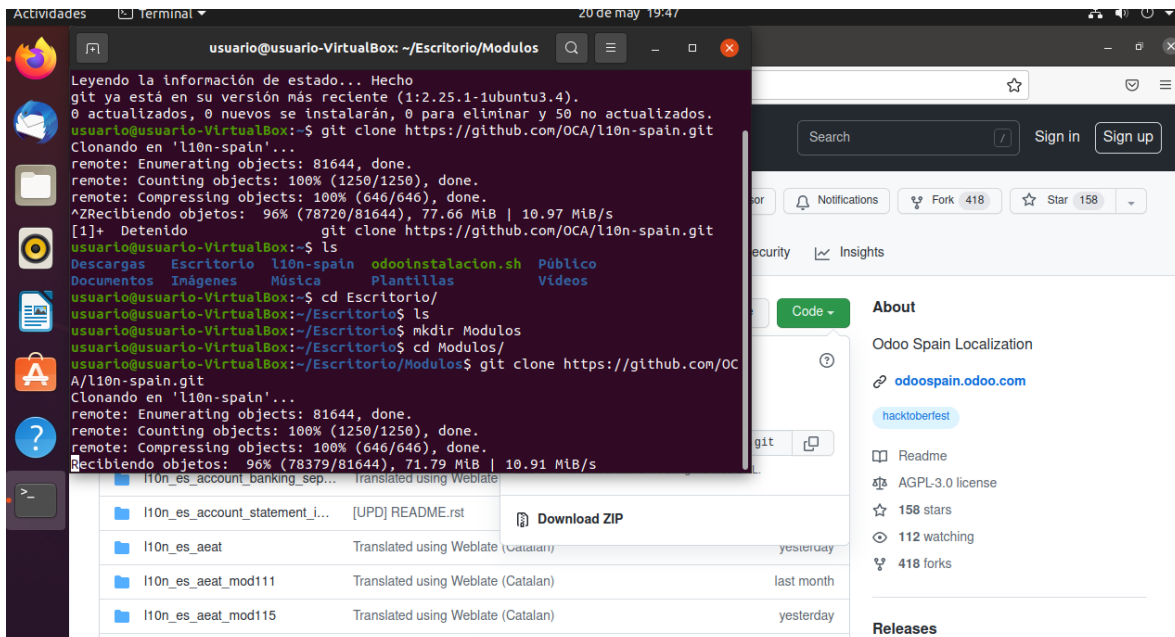 Actividades Terminal 20 de may 19:47
usuario@usuario-VirtualBox: ~/Escritorio/Modulos
Leyendo la información de estado... Hecho
git ya está en su versión más reciente (1:2.25.1-1ubuntu3.4).
0 actualizados, 0 nuevos se instalarán, 0 para eliminar y 50 no actualizados.
usuario@usuario-VirtualBox:~$ git clone https://github.com/OCA/l10n-spain.git
Clonando en 'l10n-spain'...
remote: Enumerating objects: 81644, done.
remote: Counting objects: 100% (1250/1250), done.
remote: Compressing objects: 100% (646/646), done.
^ZRecibiendo objetos:  96% (78720/81644), 77.66 MiB | 10.97 MiB/s
[1]+  Detenido                git clone https://github.com/OCA/l10n-spain.git
usuario@usuario-VirtualBox:~$ ls
Descargas   Escritorio  l10n-spain  odooinstalacion.sh  Público
Documentos  Imágenes    Música      Plantillas          Vídeos
usuario@usuario-VirtualBox:~$ cd Escritorio/
usuario@usuario-VirtualBox:~/Escritorio$ ls
usuario@usuario-VirtualBox:~/Escritorio$ mkdir Modulos
usuario@usuario-VirtualBox:~/Escritorio$ cd Modulos/
usuario@usuario-VirtualBox:~/Escritorio/Modulos$ git clone https://github.com/OC
A/l10n-spain.git
Clonando en 'l10n-spain'...
remote: Enumerating objects: 81644, done.
remote: Counting objects: 100% (1250/1250), done.
remote: Compressing objects: 100% (646/646), done.
Recibiendo objetos:  96% (78379/81644), 71.79 MiB | 10.91 MiB/s
Search / Sign in Sign up
sor Notifications Fork 418 Star 158
ecurity Insights
Code
git
Download ZIP
l10n_es_account_banking_sep... Translated using Weblate
l10n_es_account_statement_i... [UPD] README.rst
l10n_es_aeat Translated using Weblate (Catalan) yesterday
l10n_es_aeat_mod111 Translated using Weblate (Catalan) last month
l10n_es_aeat_mod115 Translated using Weblate (Catalan) yesterday
About
Odoo Spain Localization
odoospain.odoo.com
hacktoberfest
Readme
AGPL-3.0 license
158 stars
112 watching
418 forks
Releases